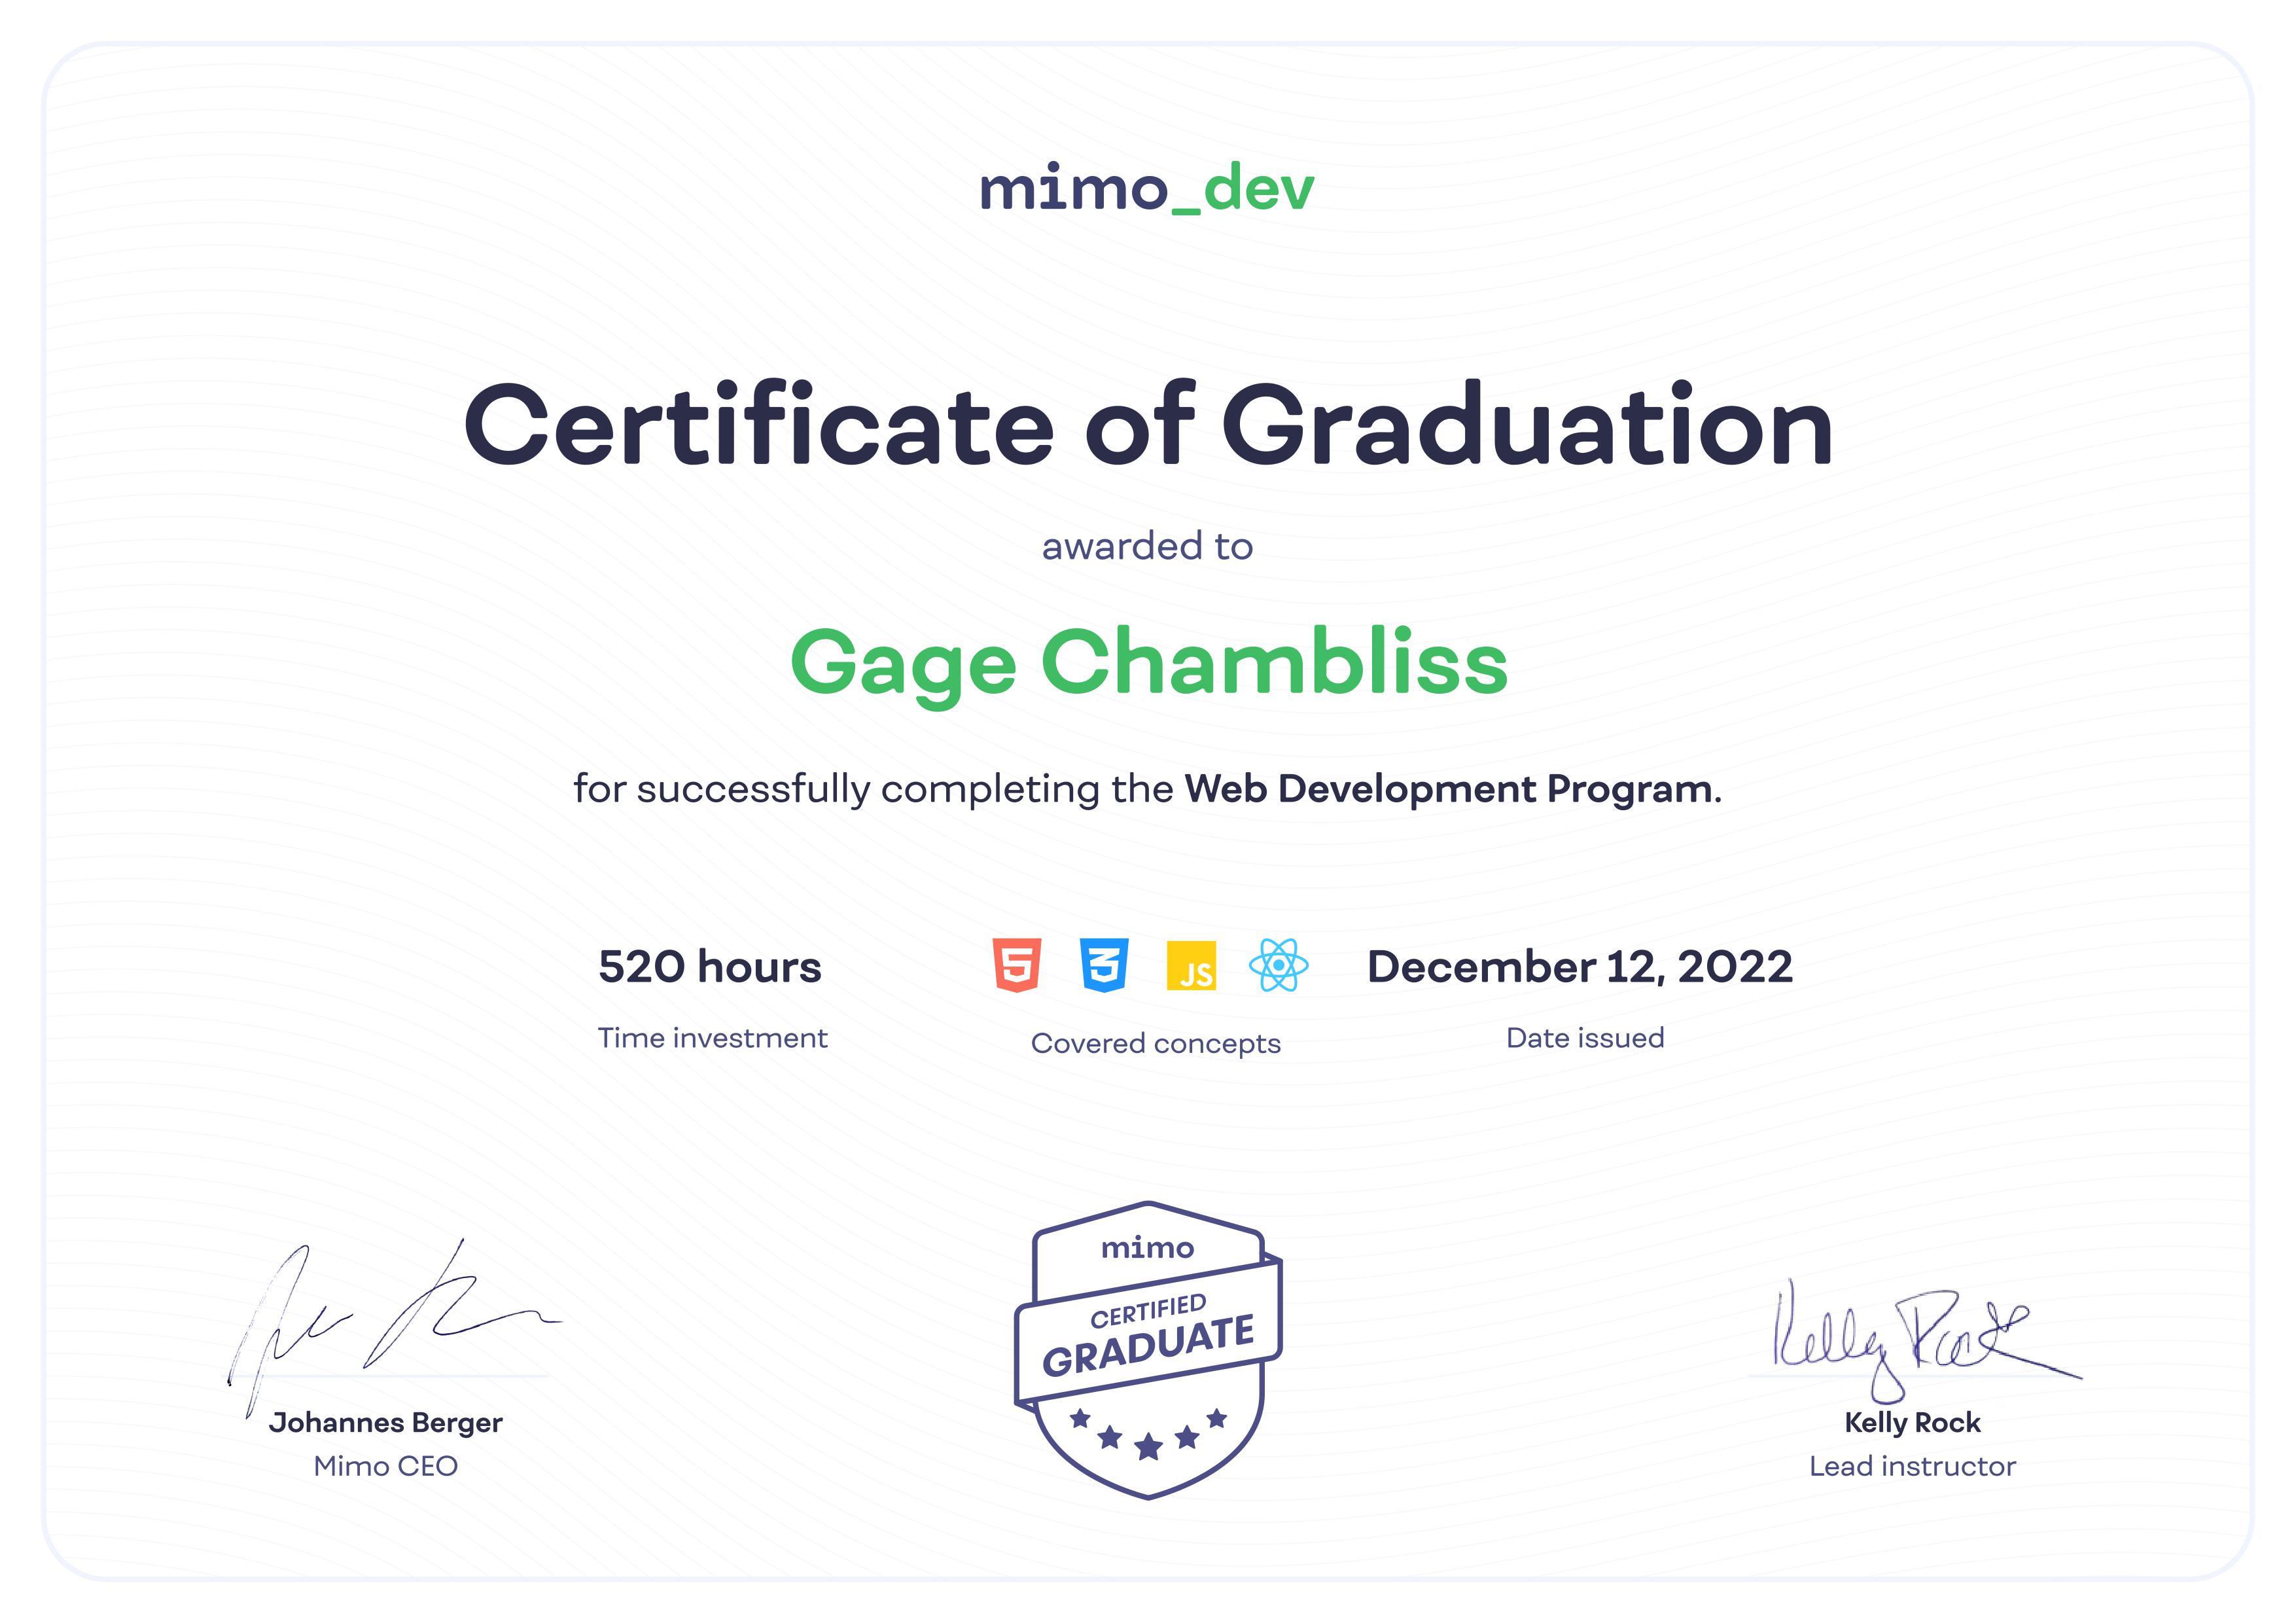 mimo_dev
Certificate of Graduation
awarded to
Gage Chambliss
for successfully completing the Web Development Program.
520 hours
Time investment
5 3 JS
Covered concepts
December 12, 2022
Date issued
mimo
CERTIFIED
GRADUATE
Johannes Berger
Mimo CEO
Kelly Rock
Kelly Rock
Lead instructor